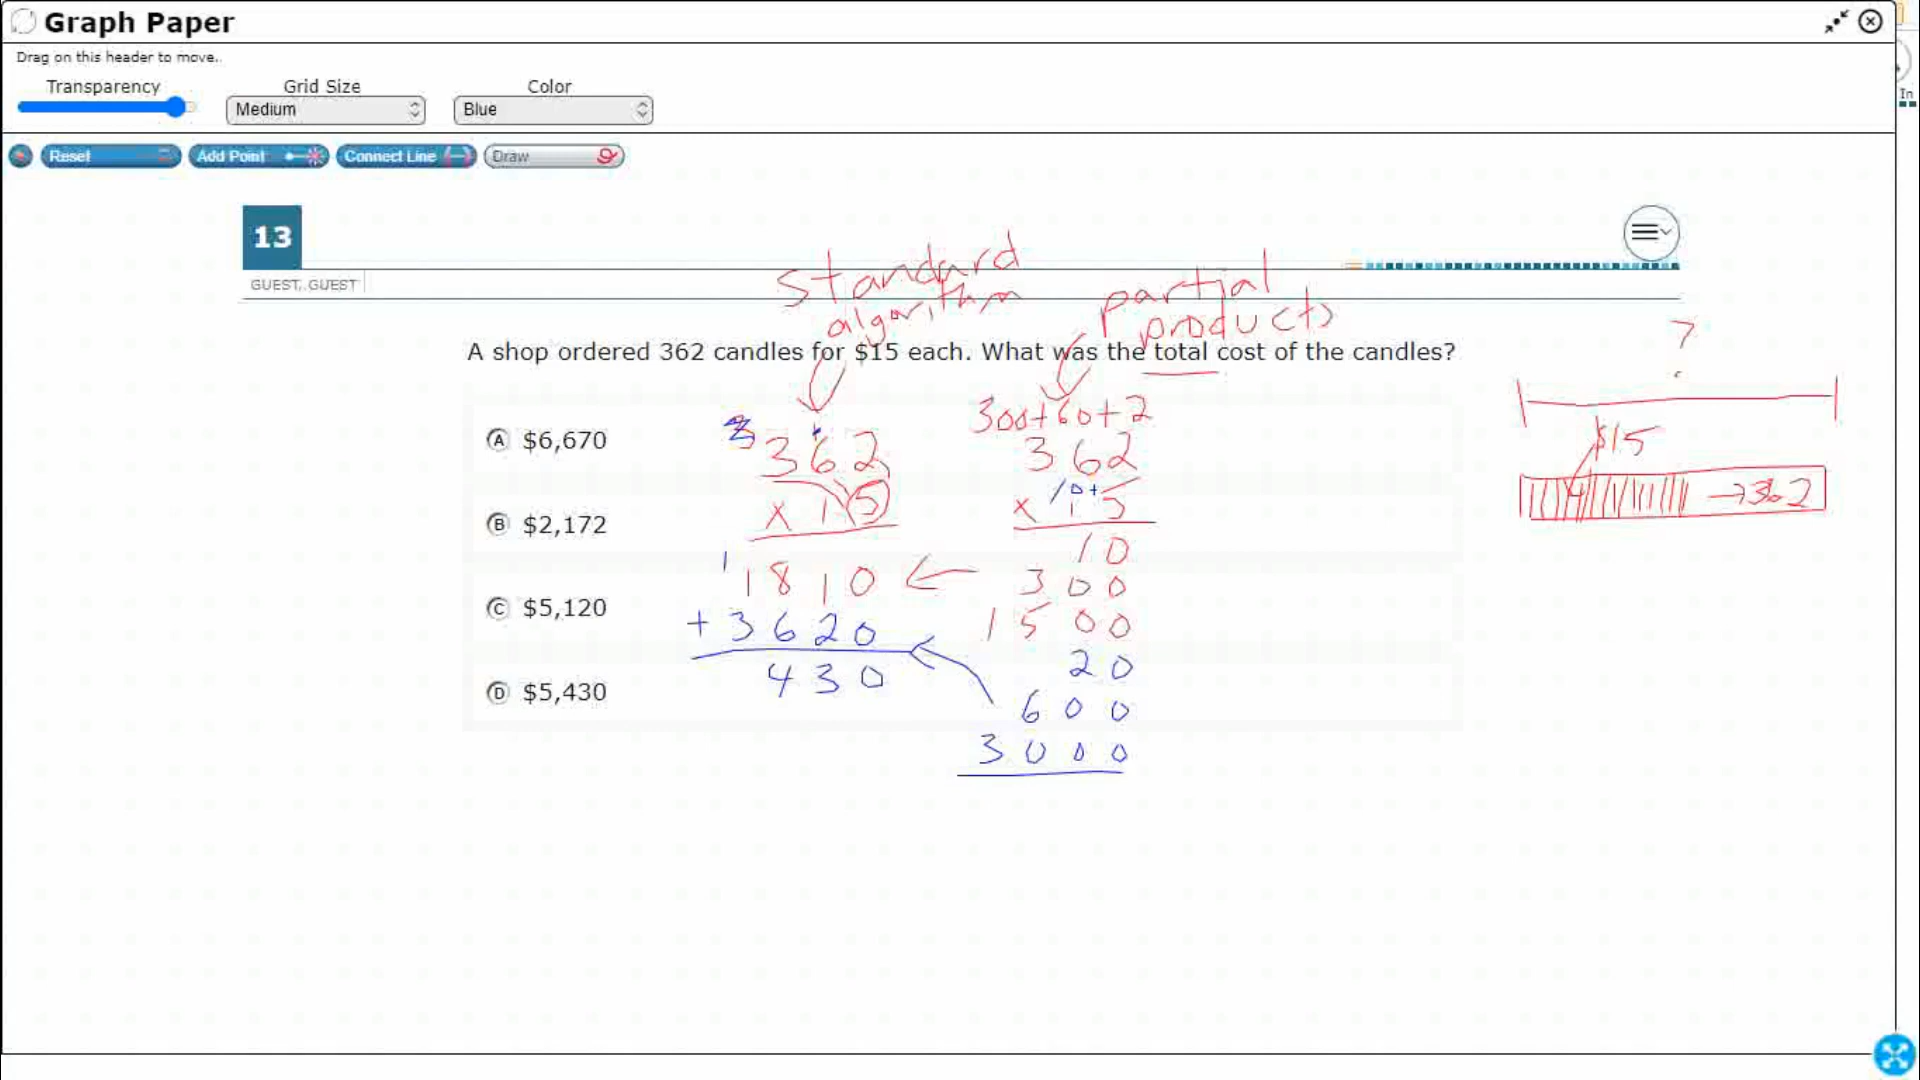 Graph Paper
Drag on this header to move..
Transparency
Grid Size
Color
Medium
Blue
Reset
Add Point
Connect Line
Draw
In
13
GUEST, GUEST
standard
algorithm
partial
products
A shop ordered 362 candles for $15 each. What was the total cost of the candles?
A $6,670
B $2,172
C $5,120
D $5,430
362
x 15
1
1810
+ 3620
430
300+60+2
362
10+
x 15
10
300
1500
20
600
3000
?
$15
→362